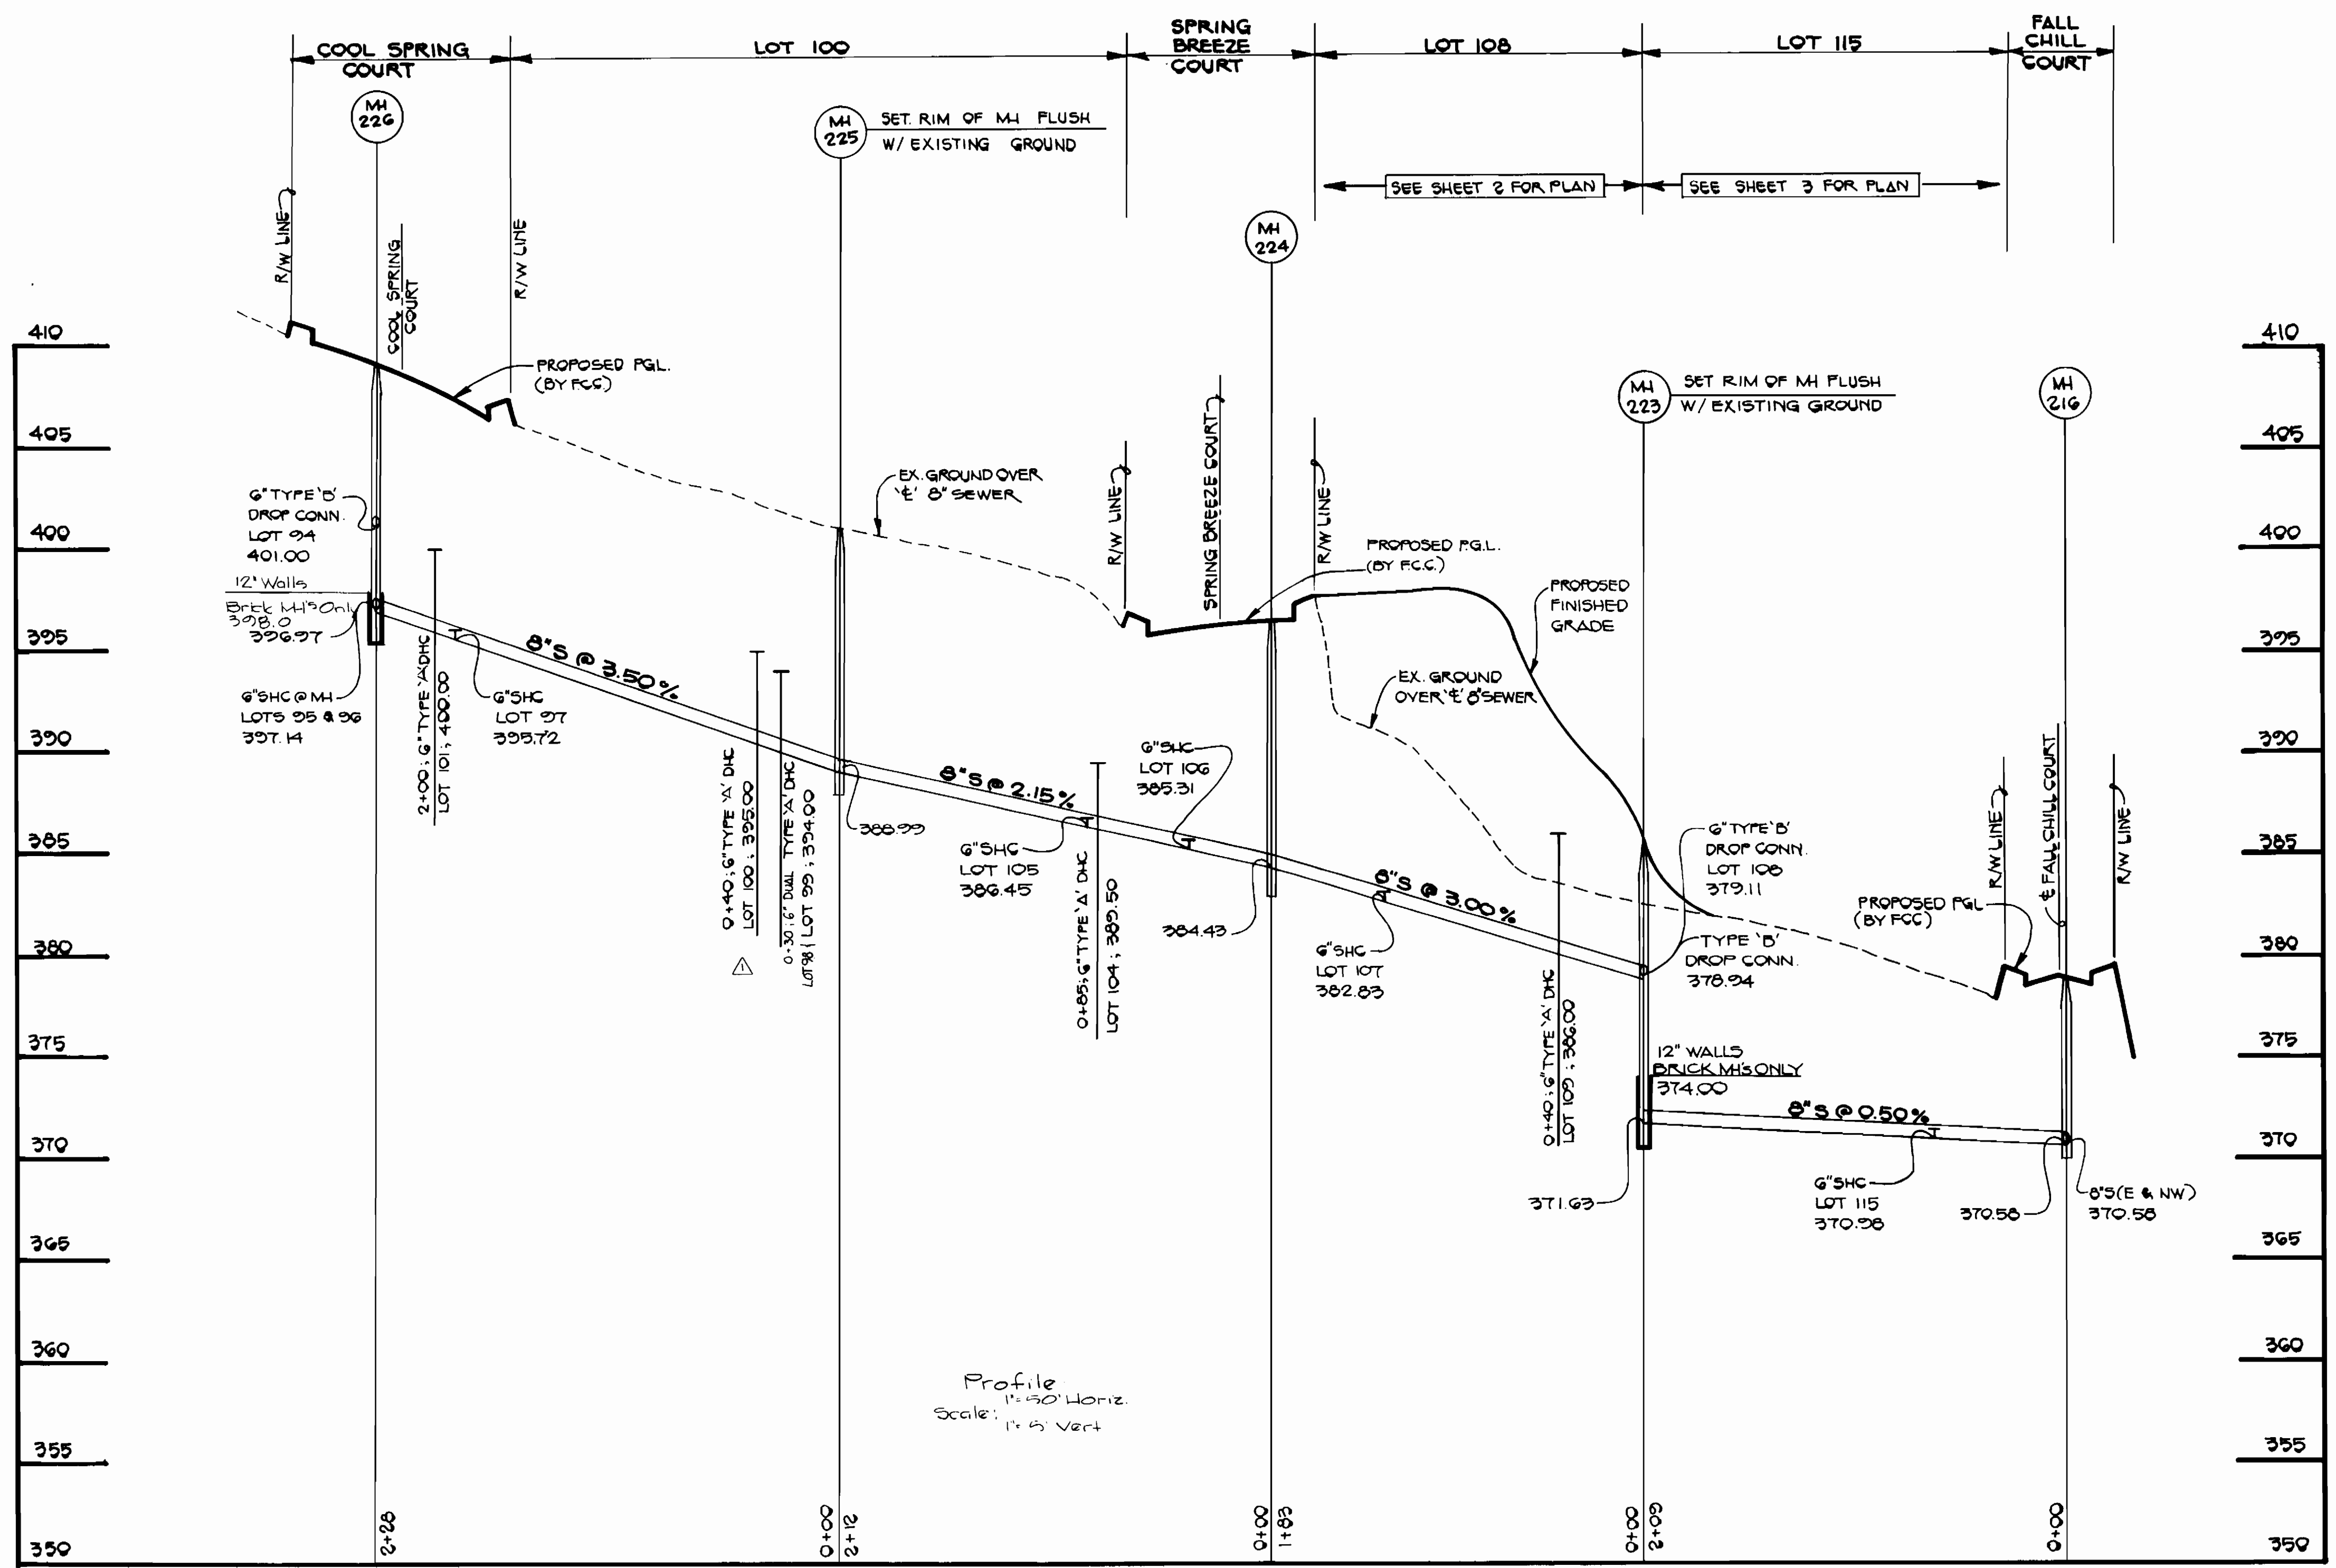 COOL SPRING
COURT
LOT 100
SPRING
BREEZE
COURT
LOT 108
LOT 115
FALL
CHILL
COURT
MH
226
MH
225
SET RIM OF MH FLUSH
W/ EXISTING GROUND
SEE SHEET 2 FOR PLAN
SEE SHEET 3 FOR PLAN
MH
224
R/W LINE
COOL SPRING
COURT
R/W LINE
410
410
PROPOSED PGL.
(BY F.C.C.)
MH
223
SET RIM OF MH FLUSH
W/ EXISTING GROUND
MH
216
405
405
EX. GROUND OVER
'℄' 8" SEWER
R/W LINE
SPRING BREEZE COURT
R/W LINE
6" TYPE 'B'
DROP CONN.
LOT 94
401.00
400
400
PROPOSED P.G.L.
(BY F.C.C.)
PROPOSED
FINISHED
GRADE
12" Walls
Brick MH's Only
398.0
396.97
395
395
8" S @ 3.50 %
6" SHC @ MH
LOTS 95 & 96
397.14
2+00; 6" TYPE 'A' DHC
LOT 101; 400.00
6" SHC
LOT 97
395.72
EX. GROUND
OVER '℄' 8" SEWER
390
390
0+40; 6" TYPE 'A' DHC
LOT 100; 395.00
1
0+30; 6" DUAL TYPE 'A' DHC
LOT 98 | LOT 99; 394.00
388.99
8" S @ 2.15 %
6" SHC
LOT 106
385.31
6" SHC
LOT 105
386.45
0+85; 6" TYPE 'A' DHC
LOT 104; 389.50
384.43
385
385
8" S @ 3.00 %
6" SHC
LOT 107
382.83
6" TYPE 'B'
DROP CONN.
LOT 108
379.11
TYPE 'B'
DROP CONN.
378.94
R/W LINE
℄ FALL CHILL COURT
R/W LINE
PROPOSED PGL
(BY FCC)
380
380
0+40; 6" TYPE 'A' DHC
LOT 109; 386.00
375
375
12" WALLS
BRICK MH'S ONLY
374.00
8" S @ 0.50 %
370
370
371.63
6" SHC
LOT 115
370.98
370.58
8" S (E & NW)
370.58
365
365
360
360
Profile
Scale: 1"=50' Horiz.
1"=5' Vert
355
355
2+28
0+00
2+12
0+00
1+83
0+00
2+09
0+00
350
350